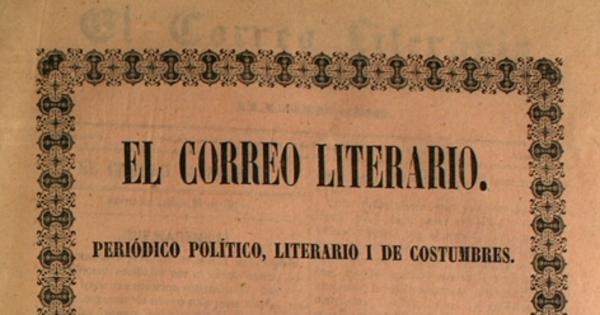 EL CORREO LITERARIO.
PERIÓDICO POLÍTICO, LITERARIO I DE COSTUMBRES.